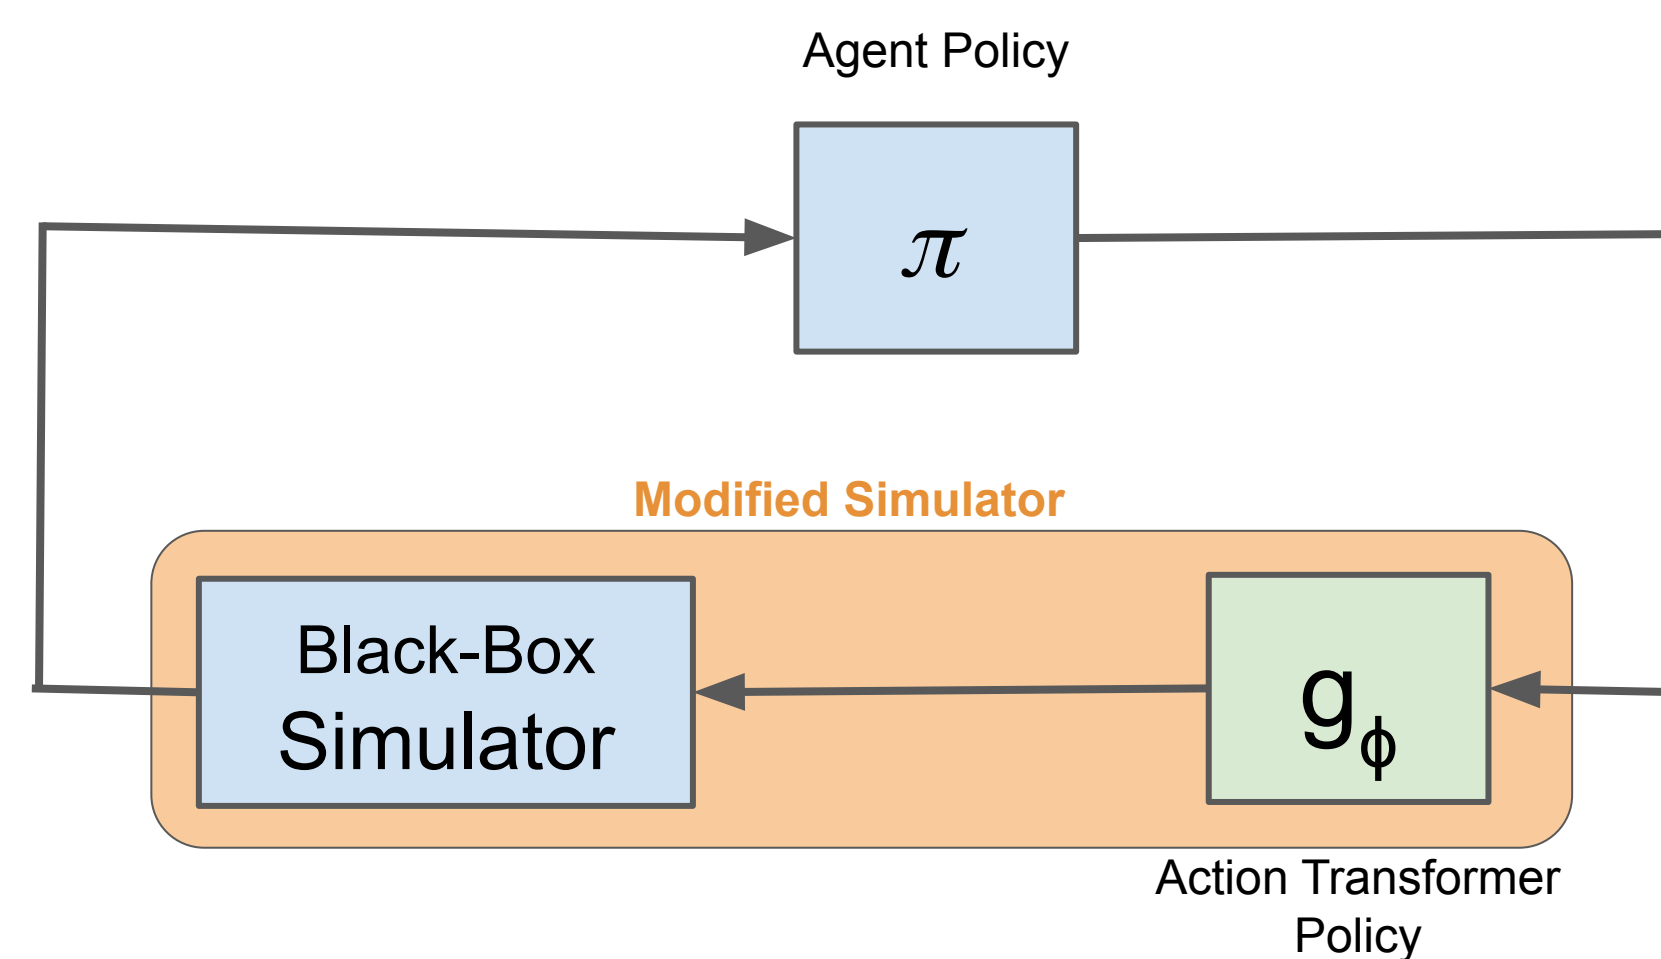 Agent Policy
π
Modified Simulator
Black-Box
Simulator
gϕ
Action Transformer
Policy